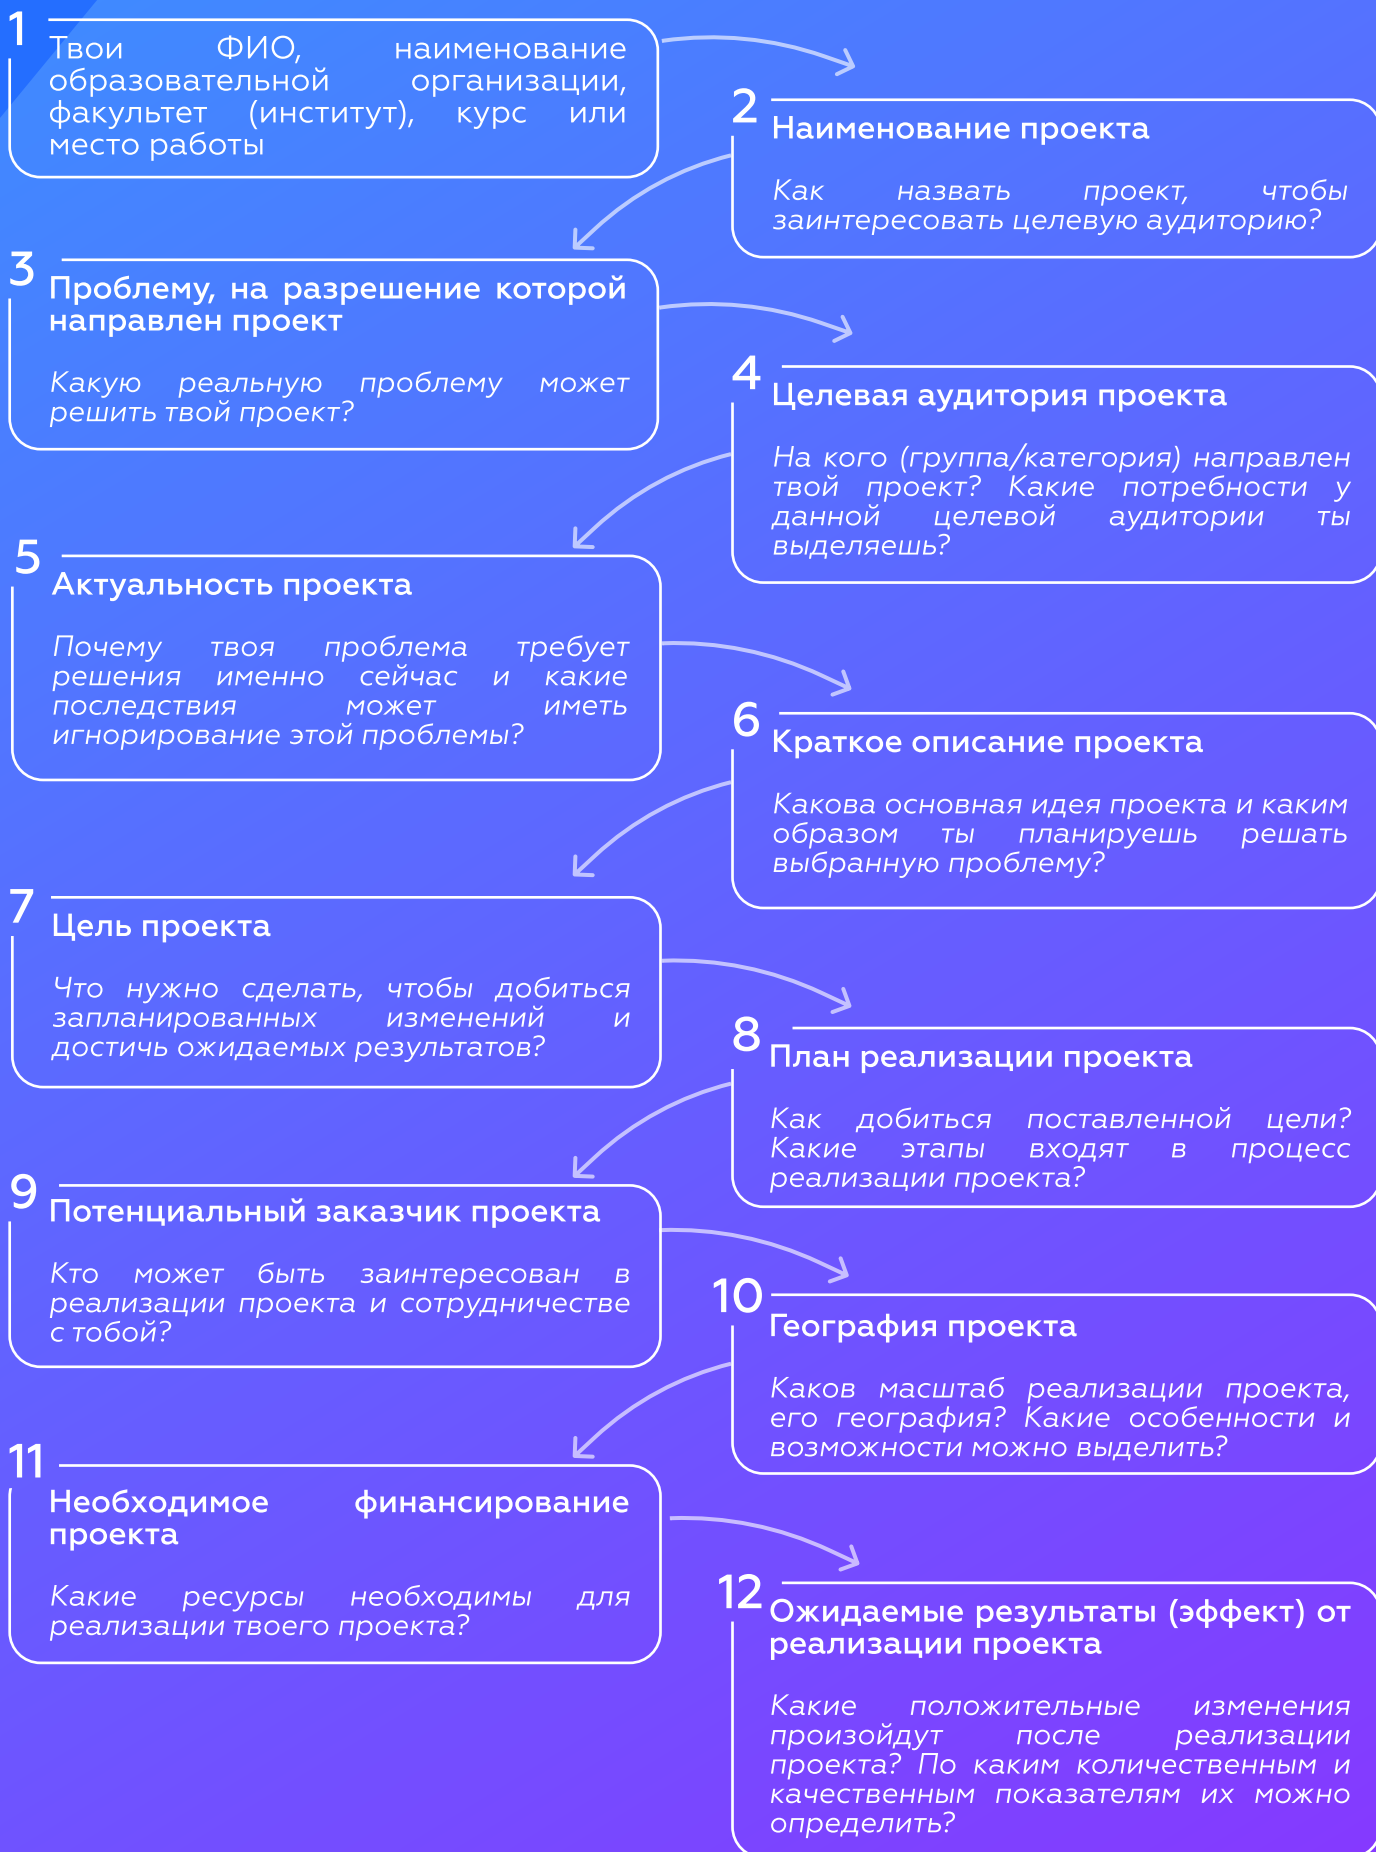 1
Твои ФИО, наименование
образовательной организации,
факультет (институт), курс или
место работы
2
Наименование проекта
Как назвать проект, чтобы
заинтересовать целевую аудиторию?
3
Проблему, на разрешение которой
направлен проект
Какую реальную проблему может
решить твой проект?
4
Целевая аудитория проекта
На кого (группа/категория) направлен
твой проект? Какие потребности у
данной целевой аудитории ты
выделяешь?
5
Актуальность проекта
Почему твоя проблема требует
решения именно сейчас и какие
последствия может иметь
игнорирование этой проблемы?
6
Краткое описание проекта
Какова основная идея проекта и каким
образом ты планируешь решать
выбранную проблему?
7
Цель проекта
Что нужно сделать, чтобы добиться
запланированных изменений и
достичь ожидаемых результатов?
8
План реализации проекта
Как добиться поставленной цели?
Какие этапы входят в процесс
реализации проекта?
9
Потенциальный заказчик проекта
Кто может быть заинтересован в
реализации проекта и сотрудничестве
с тобой?
10
География проекта
Каков масштаб реализации проекта,
его география? Какие особенности и
возможности можно выделить?
11
Необходимое финансирование
проекта
Какие ресурсы необходимы для
реализации твоего проекта?
12
Ожидаемые результаты (эффект) от
реализации проекта
Какие положительные изменения
произойдут после реализации
проекта? По каким количественным и
качественным показателям их можно
определить?